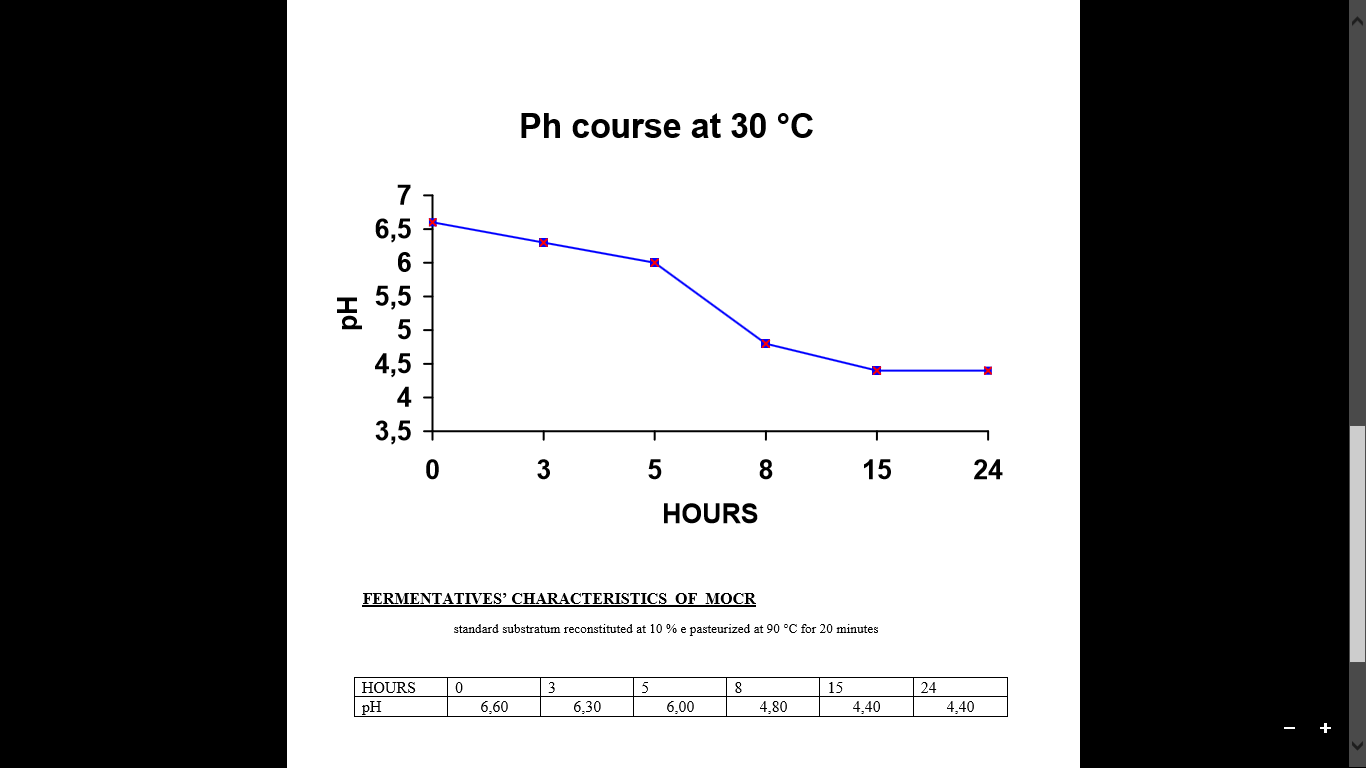 Ph course at 30 °C
7
6,5
6
5,5
5
4,5
4
3,5
pH
0 3 5 8 15 24
HOURS
FERMENTATIVES’ CHARACTERISTICS OF MOCR
standard substratum reconstituted at 10 % e pasteurized at 90 °C for 20 minutes
HOURS 0 3 5 8 15 24
pH 6,60 6,30 6,00 4,80 4,40 4,40